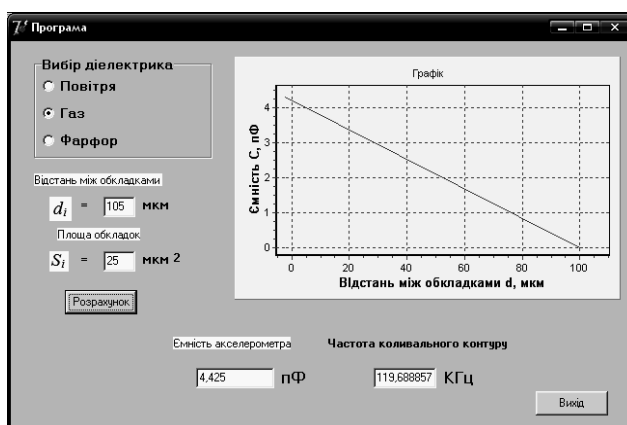 Програма
Вибір діелектрика
Повітря
Газ
Фарфор
Відстань між обкладками
di = 105 мкм
Площа обкладок
Si = 25 мкм 2
Розрахунок
Графік
Ємність С, пФ
4
3
2
1
0
0 20 40 60 80 100
Відстань між обкладками d, мкм
Ємність акселерометра
4,425 пФ
Частота коливального контуру
119,688857 КГц
Вихід